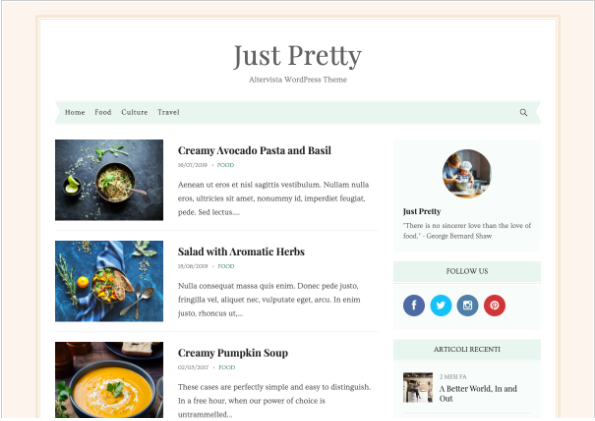 Just Pretty
Altervista WordPress Theme
Home Food Culture Travel
Creamy Avocado Pasta and Basil
16/07/2019 • FOOD
Aenean ut eros et nisl sagittis vestibulum. Nullam nulla
eros, ultricies sit amet, nonummy id, imperdiet feugiat,
pede. Sed lectus....
Salad with Aromatic Herbs
18/06/2019 • FOOD
Nulla consequat massa quis enim. Donec pede justo,
fringilla vel, aliquet nec, vulputate eget, arcu. In enim
justo, rhoncus ut,...
Creamy Pumpkin Soup
02/03/2017 • FOOD
These cases are perfectly simple and easy to distinguish.
In a free hour, when our power of choice is
untrammelled...
Just Pretty
"There is no sincerer love than the love of
food." - George Bernard Shaw
FOLLOW US
ARTICOLI RECENTI
2 MESI FA
A Better World, In and
Out